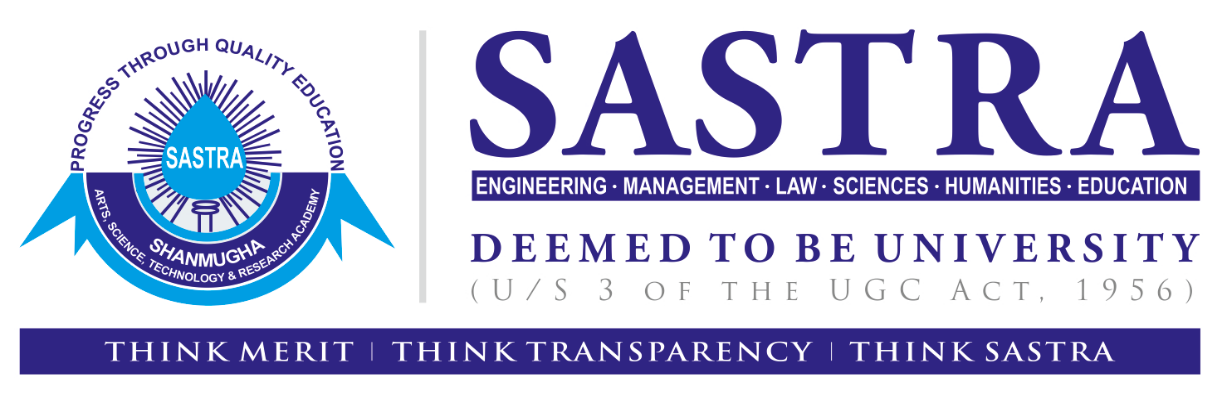 PROGRESS THROUGH QUALITY EDUCATION
SASTRA
SHANMUGHA
ARTS, SCIENCE, TECHNOLOGY & RESEARCH ACADEMY
SASTRA
ENGINEERING · MANAGEMENT · LAW · SCIENCES · HUMANITIES · EDUCATION
DEEMED TO BE UNIVERSITY
(U/S 3 OF THE UGC ACT, 1956)
THINK MERIT | THINK TRANSPARENCY | THINK SASTRA